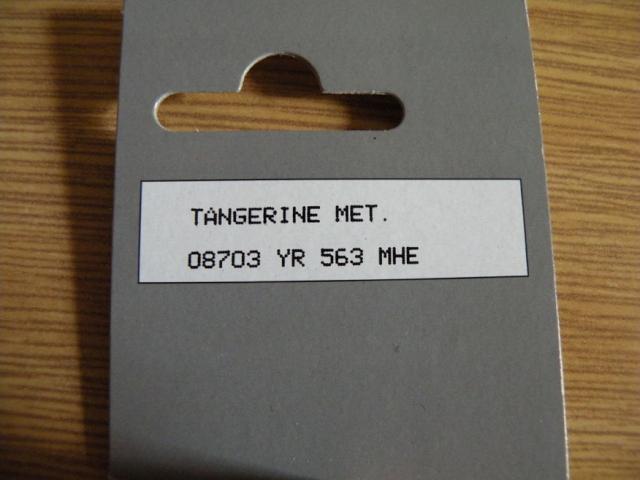 TANGERINE MET.
08703 YR 563 MHE